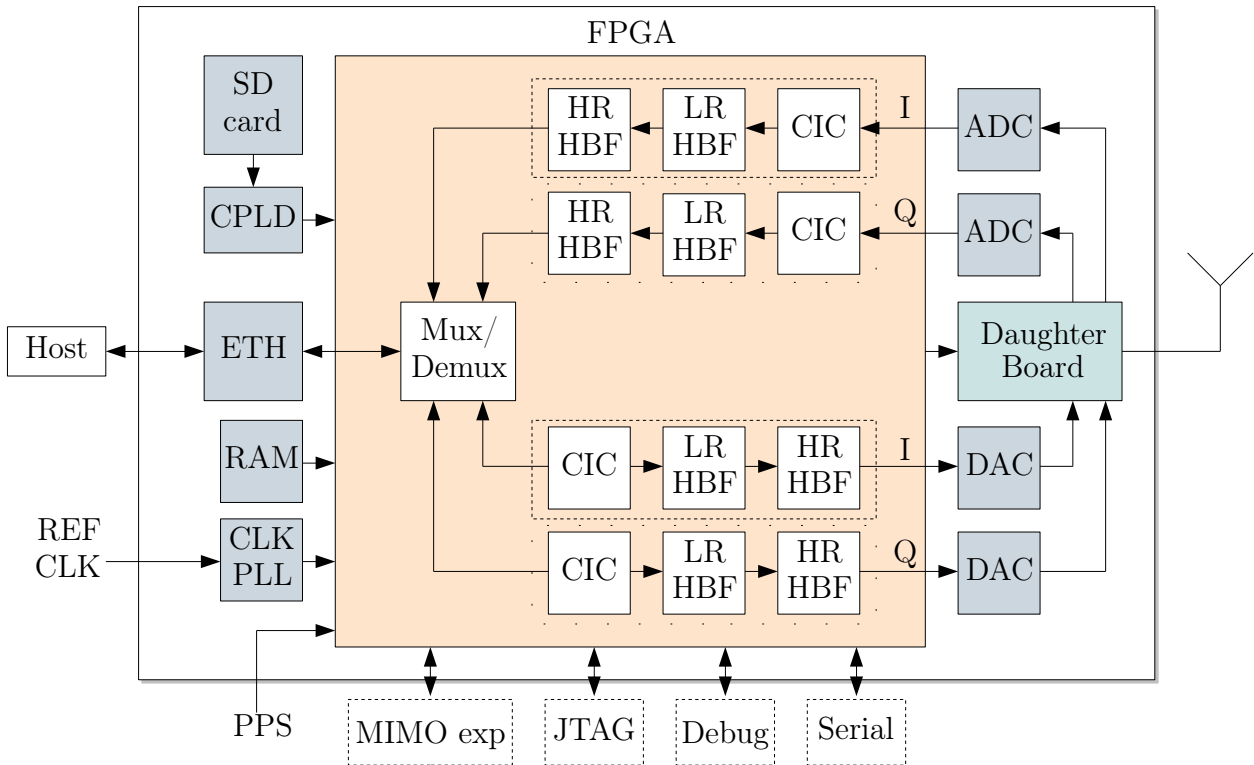 FPGA
SD
card
CPLD
HR
HBF
LR
HBF
CIC
I
ADC
HR
HBF
LR
HBF
CIC
Q
ADC
Host
ETH
Mux/
Demux
Daughter
Board
RAM
CIC
LR
HBF
HR
HBF
I
DAC
REF
CLK
CLK
PLL
CIC
LR
HBF
HR
HBF
Q
DAC
PPS
MIMO exp
JTAG
Debug
Serial